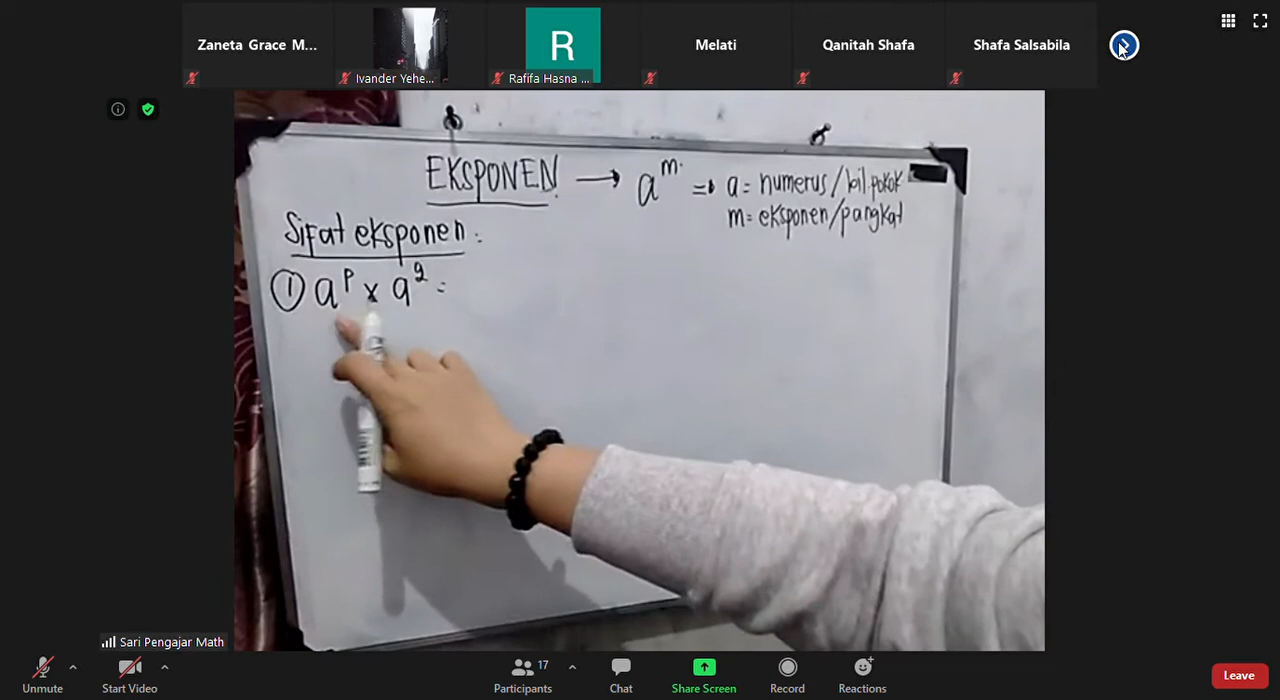 Zaneta Grace M...
Ivander Yehe...
R
Rafifa Hasna ...
Melati
Qanitah Shafa
Shafa Salsabila
EKSPONEN → a^m ⇒ a = numerus/bil.pokok
m = eksponen/pangkat
Sifat eksponen :
① a^p x a^q =
Sari Pengajar Math
Unmute
Start Video
Participants
17
Chat
Share Screen
Record
Reactions
Leave